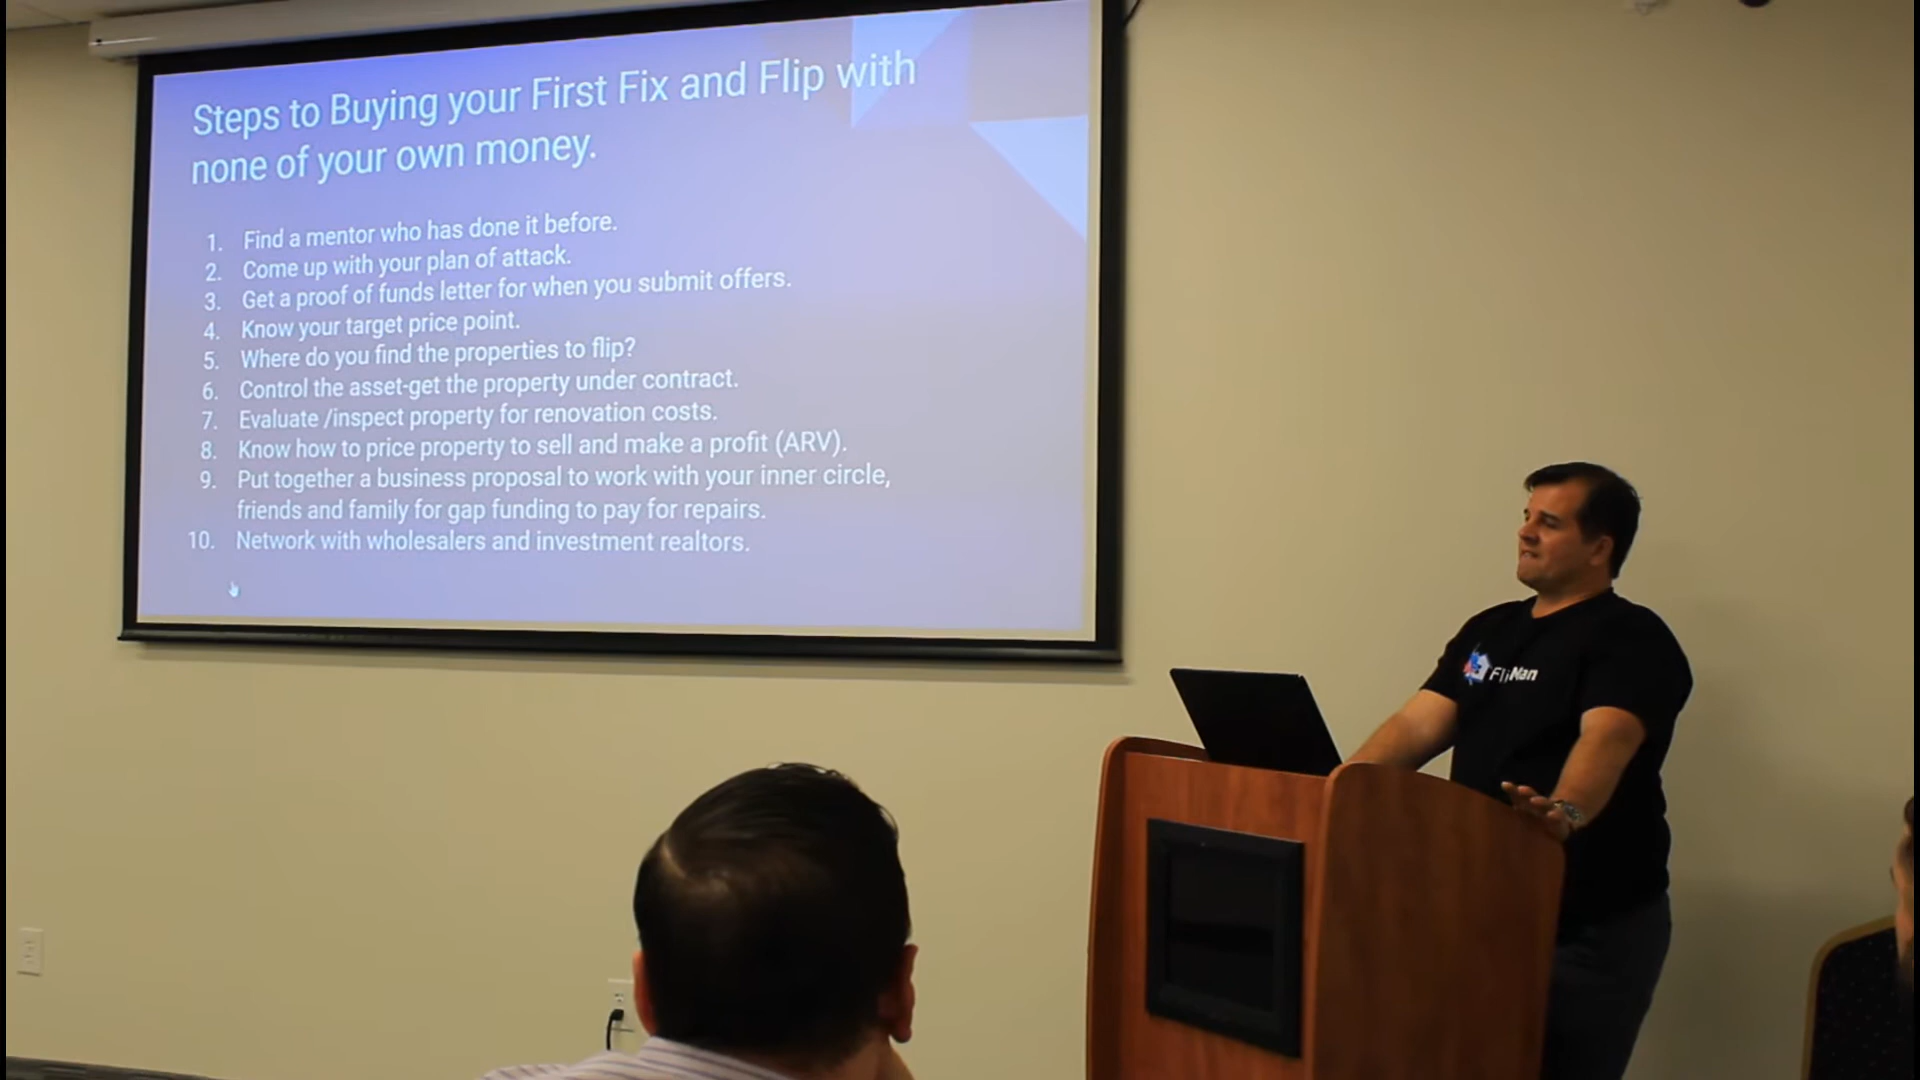 Steps to Buying your First Fix and Flip with
none of your own money.
1. Find a mentor who has done it before.
2. Come up with your plan of attack.
3. Get a proof of funds letter for when you submit offers.
4. Know your target price point.
5. Where do you find the properties to flip?
6. Control the asset-get the property under contract.
7. Evaluate /inspect property for renovation costs.
8. Know how to price property to sell and make a profit (ARV).
9. Put together a business proposal to work with your inner circle,
friends and family for gap funding to pay for repairs.
10. Network with wholesalers and investment realtors.